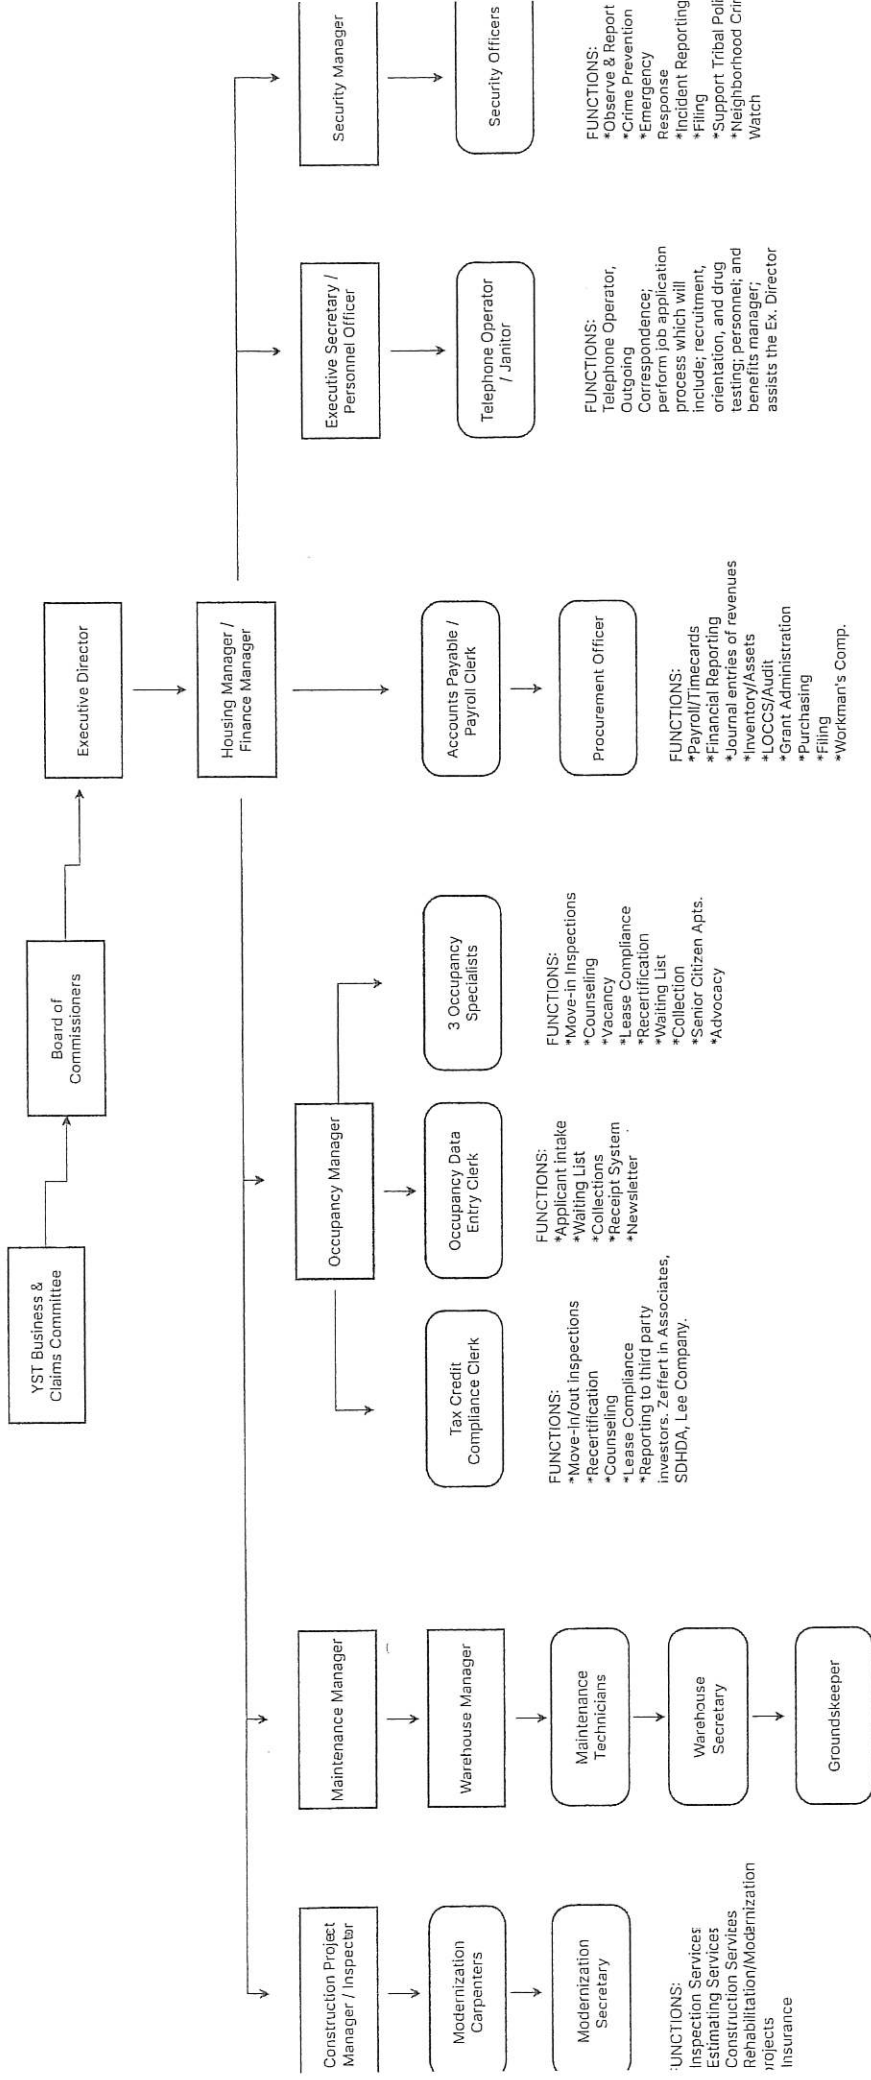 YST Business &
Claims Committee
Board of
Commissioners
Executive Director
Housing Manager /
Finance Manager
Construction Project
Manager / Inspector
Modernization
Carpenters
Modernization
Secretary
FUNCTIONS:
Inspection Services
Estimating Services
Construction Services
Rehabilitation/Modernization
projects
Insurance
Maintenance Manager
Warehouse Manager
Maintenance
Technicians
Warehouse
Secretary
Groundskeeper
Occupancy Manager
Tax Credit
Compliance Clerk
FUNCTIONS:
*Move-in/out inspections
*Recertification
*Counseling
*Lease Compliance
*Reporting to third party
investors. Zeffert in Associates,
SDHDA, Lee Company.
Occupancy Data
Entry Clerk
FUNCTIONS:
*Applicant intake
*Waiting List
*Collections
*Receipt System
*Newsletter
3 Occupancy
Specialists
FUNCTIONS:
*Move-in Inspections
*Counseling
*Vacancy
*Lease Compliance
*Recertification
*Waiting List
*Collection
*Senior Citizen Apts.
*Advocacy
Accounts Payable /
Payroll Clerk
Procurement Officer
FUNCTIONS:
*Payroll/Timecards
*Financial Reporting
*Journal entries of revenues
*Inventory/Assets
*LOCCS/Audit
*Grant Administration
*Purchasing
*Filing
*Workman's Comp.
Executive Secretary /
Personnel Officer
Telephone Operator
/ Janitor
FUNCTIONS:
Telephone Operator,
Outgoing
Correspondence;
perform job application
process which will
include; recruitment,
orientation, and drug
testing; personnel; and
benefits manager;
assists the Ex. Director
Security Manager
Security Officers
FUNCTIONS:
*Observe & Report
*Crime Prevention
*Emergency
Response
*Incident Reporting
*Filing
*Support Tribal Poli
*Neighborhood Crin
Watch